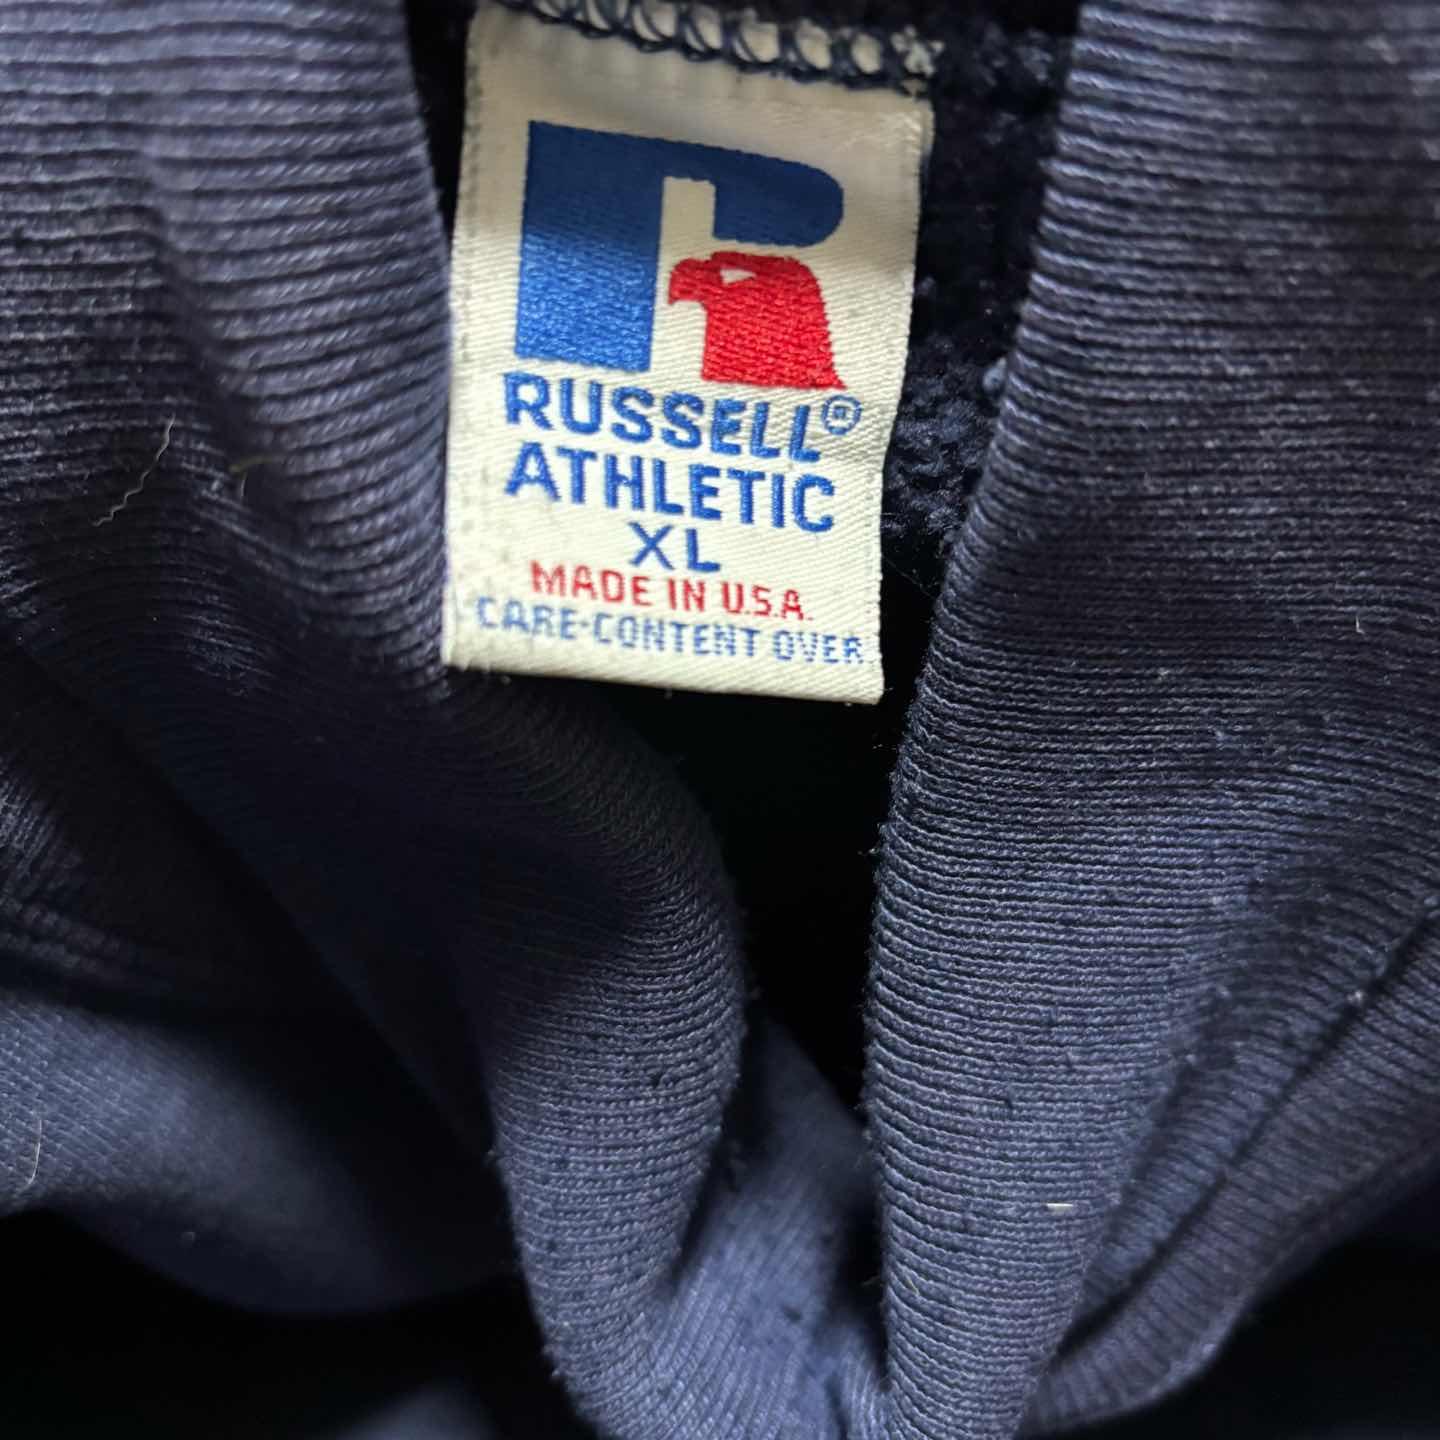 RUSSELL®
ATHLETIC
XL
MADE IN U.S.A.
CARE-CONTENT OVER